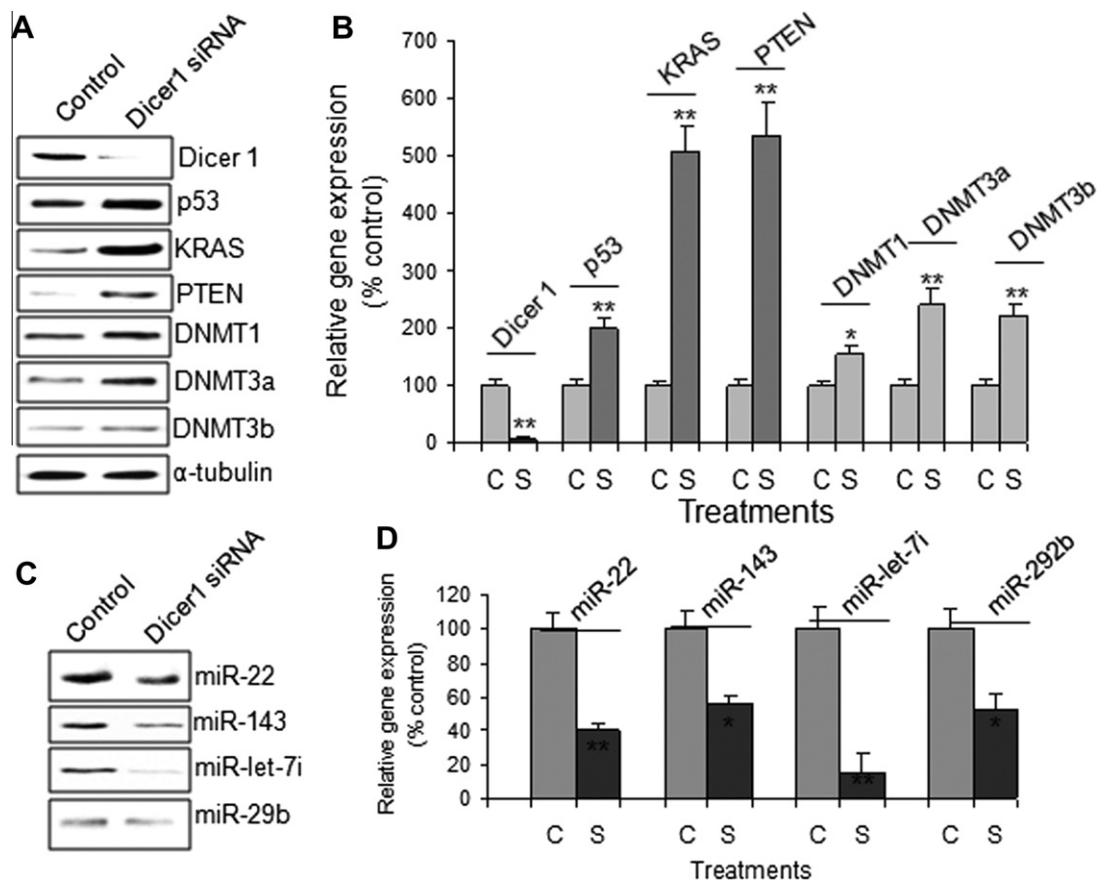 A
Control
Dicer1 siRNA
Dicer 1
p53
KRAS
PTEN
DNMT1
DNMT3a
DNMT3b
α-tubulin
B
Relative gene expression
(% control)
700
600
500
400
300
200
100
0
Dicer 1
p53
KRAS
PTEN
DNMT1
DNMT3a
DNMT3b
**
**
**
**
*
**
**
C S C S C S C S C S C S C S
Treatments
C
Control
Dicer1 siRNA
miR-22
miR-143
miR-let-7i
miR-29b
D
Relative gene expression
(% control)
120
100
80
60
40
20
0
miR-22
miR-143
miR-let-7i
miR-292b
**
*
**
*
C S C S C S C S
Treatments